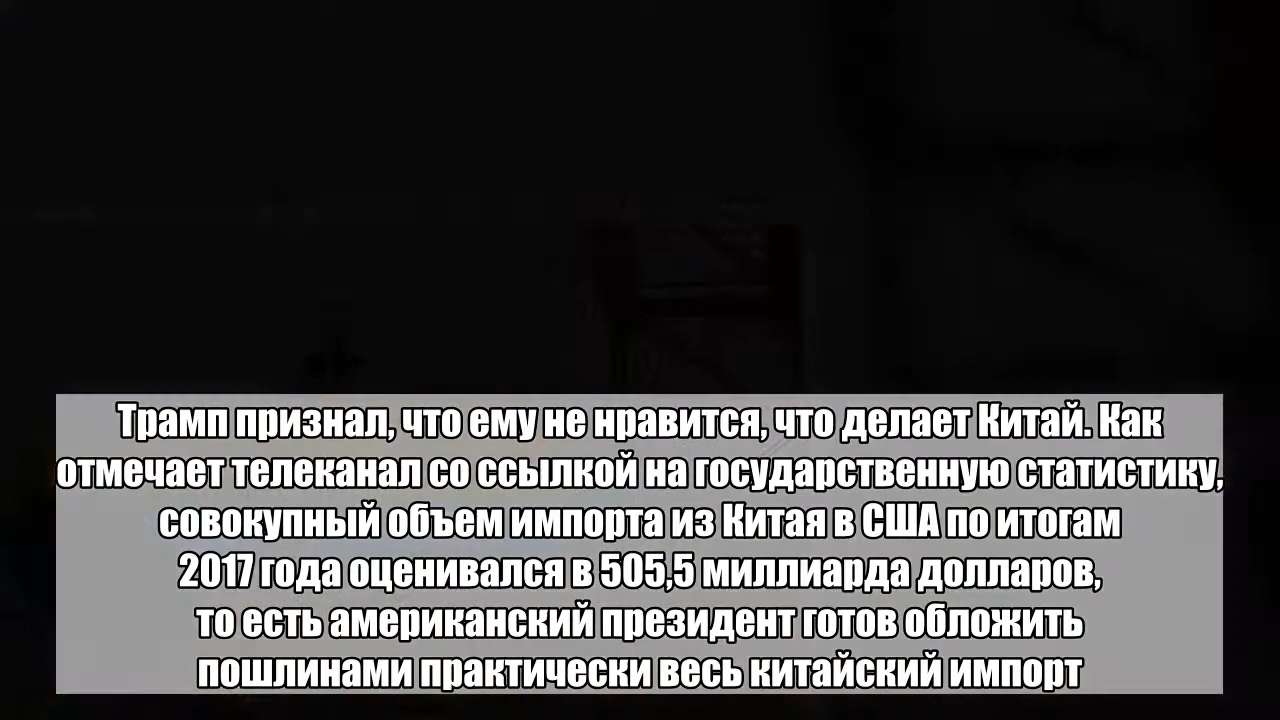 Трамп признал, что ему не нравится, что делает Китай. Как
отмечает телеканал со ссылкой на государственную статистику,
совокупный объем импорта из Китая в США по итогам
2017 года оценивался в 505,5 миллиарда долларов,
то есть американский президент готов обложить
пошлинами практически весь китайский импорт